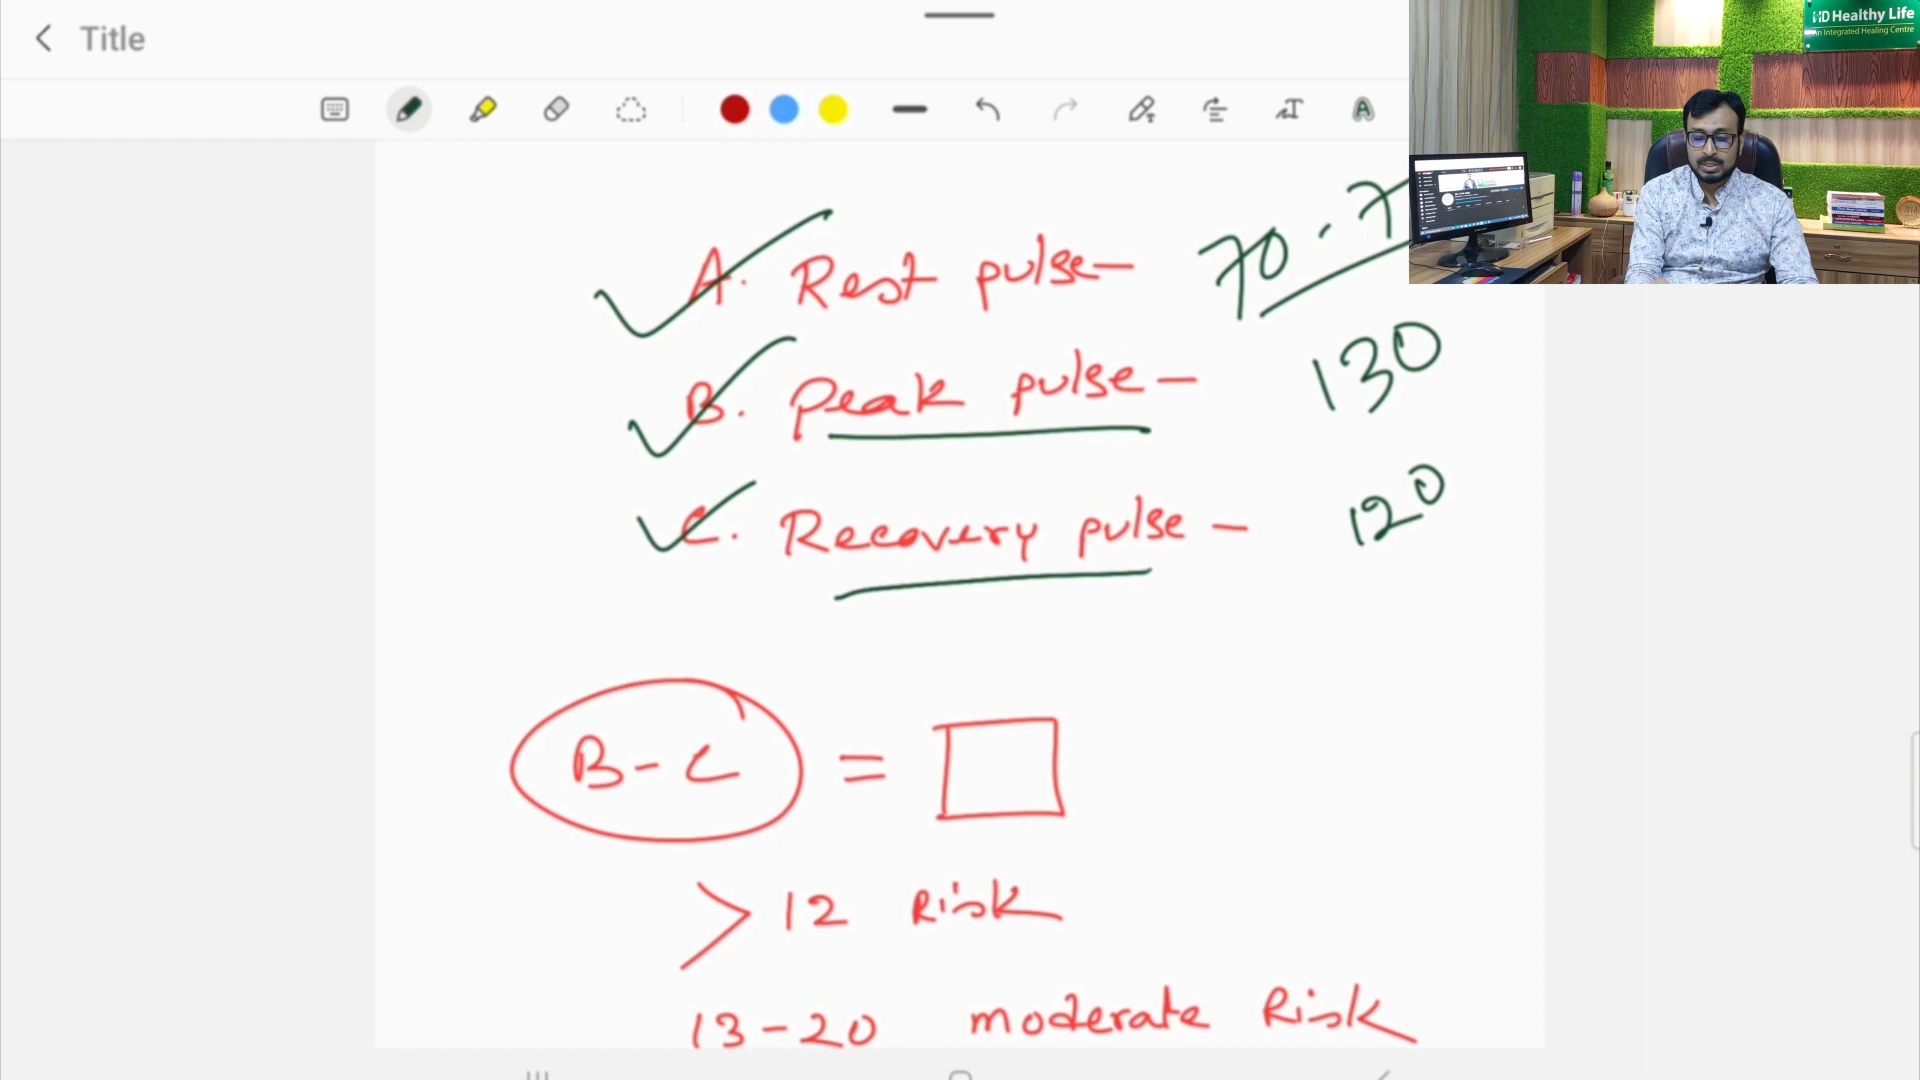 Title
HD Healthy Life
An Integrated Healing Centre
A. Rest pulse— 70-7
B. Peak pulse— 130
C. Recovery pulse— 120
B-C =
> 12 Risk
13-20 moderate Risk